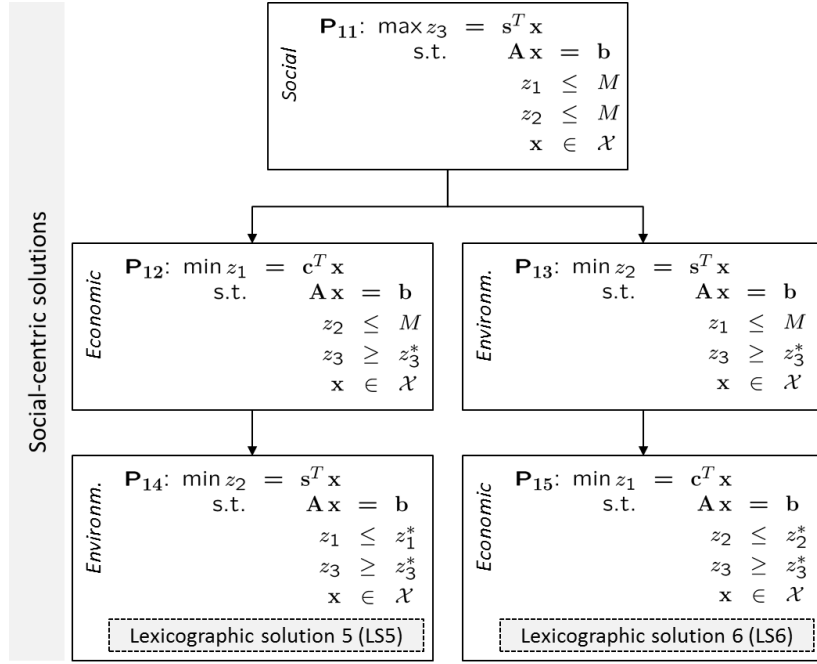 Social-centric solutions
Social
P₁₁: max z₃ = sᵀ x
s.t. A x = b
z₁ ≤ M
z₂ ≤ M
x ∈ 𝒳
Economic
P₁₂: min z₁ = cᵀ x
s.t. A x = b
z₂ ≤ M
z₃ ≥ z₃*
x ∈ 𝒳
Environm.
P₁₃: min z₂ = sᵀ x
s.t. A x = b
z₁ ≤ M
z₃ ≥ z₃*
x ∈ 𝒳
Environm.
P₁₄: min z₂ = sᵀ x
s.t. A x = b
z₁ ≤ z₁*
z₃ ≥ z₃*
x ∈ 𝒳
Lexicographic solution 5 (LS5)
Economic
P₁₅: min z₁ = cᵀ x
s.t. A x = b
z₂ ≤ z₂*
z₃ ≥ z₃*
x ∈ 𝒳
Lexicographic solution 6 (LS6)